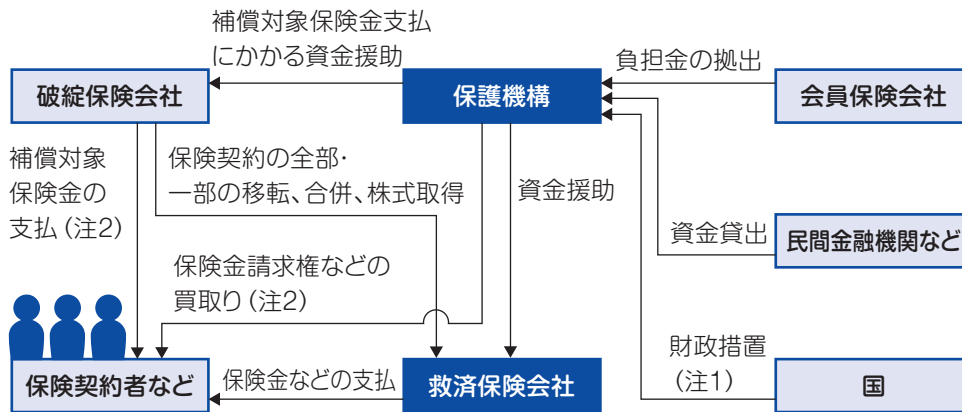 補償対象保険金支払
にかかる資金援助
負担金の拠出
破綻保険会社
保護機構
会員保険会社
補償対象
保険金の
支払(注2)
保険契約の全部・
一部の移転、合併、株式取得
資金援助
資金貸出
民間金融機関など
保険金請求権などの
買取り(注2)
財政措置
(注1)
保険契約者など
保険金などの支払
救済保険会社
国